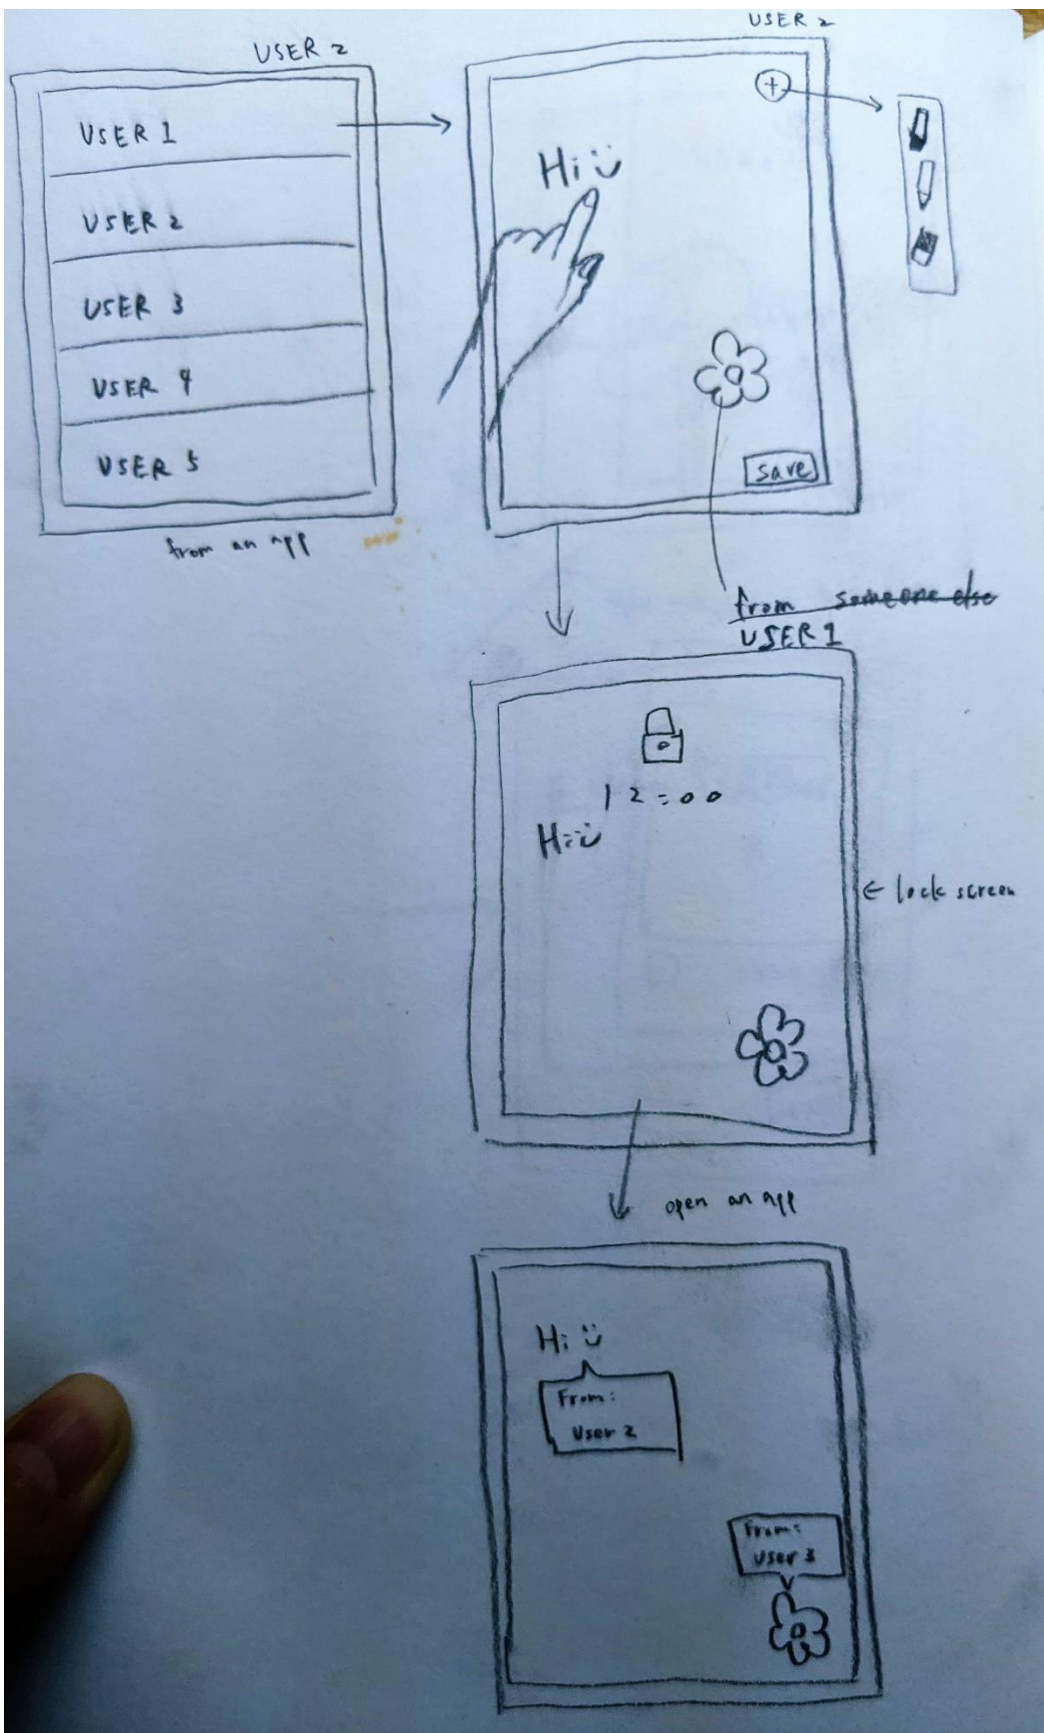 USER 2
USER 1
USER 2
USER 3
USER 4
USER 5
from an app
USER 2
+
Hi
save
from someone else
USER 1
12:00
Hi
← lock screen
open an app
Hi
From:
User 2
From:
User 3